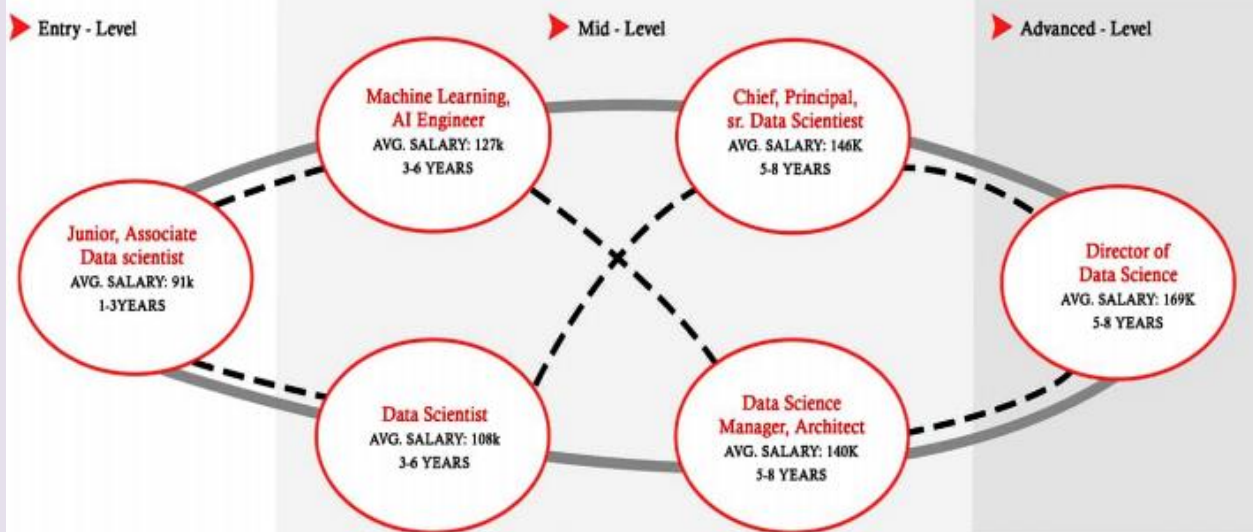 Entry - Level
Mid - Level
Advanced - Level
Machine Learning,
AI Engineer
AVG. SALARY: 127k
3-6 YEARS
Chief, Principal,
sr. Data Scientiest
AVG. SALARY: 146K
5-8 YEARS
Junior, Associate
Data scientist
AVG. SALARY: 91k
1-3YEARS
Director of
Data Science
AVG. SALARY: 169K
5-8 YEARS
Data Scientist
AVG. SALARY: 108k
3-6 YEARS
Data Science
Manager, Architect
AVG. SALARY: 140K
5-8 YEARS